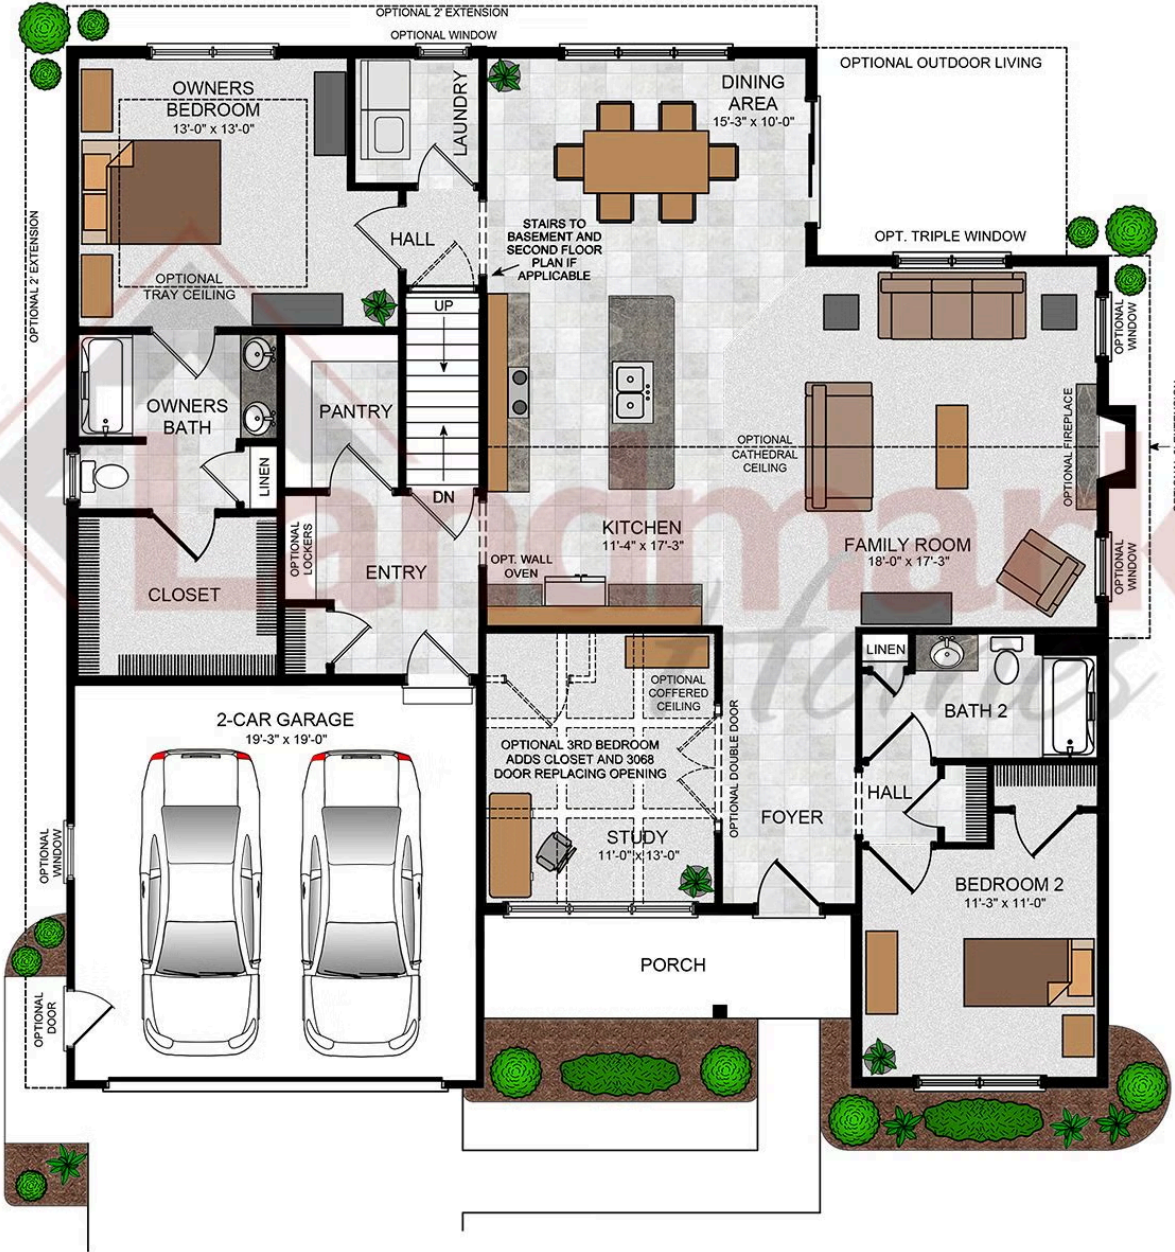 OPTIONAL 2' EXTENSION
OPTIONAL WINDOW
OPTIONAL OUTDOOR LIVING
OWNERS
BEDROOM
13'-0" x 13'-0"
LAUNDRY
DINING
AREA
15'-3" x 10'-0"
OPTIONAL 2' EXTENSION
HALL
STAIRS TO
BASEMENT AND
SECOND FLOOR
PLAN IF
APPLICABLE
OPT. TRIPLE WINDOW
OPTIONAL
TRAY CEILING
UP
OPTIONAL
WINDOW
OWNERS
BATH
PANTRY
OPTIONAL
CATHEDRAL
CEILING
OPTIONAL FIREPLACE
LINEN
DN
Landmark
Homes
KITCHEN
11'-4" x 17'-3"
FAMILY ROOM
18'-0" x 17'-3"
OPTIONAL
LOCKERS
ENTRY
OPT. WALL
OVEN
OPTIONAL
WINDOW
CLOSET
LINEN
OPTIONAL
COFFERED
CEILING
BATH 2
2-CAR GARAGE
19'-3" x 19'-0"
OPTIONAL 3RD BEDROOM
ADDS CLOSET AND 3068
DOOR REPLACING OPENING
OPTIONAL DOUBLE DOOR
HALL
FOYER
STUDY
11'-0" x 13'-0"
OPTIONAL
WINDOW
BEDROOM 2
11'-3" x 11'-0"
PORCH
OPTIONAL
DOOR